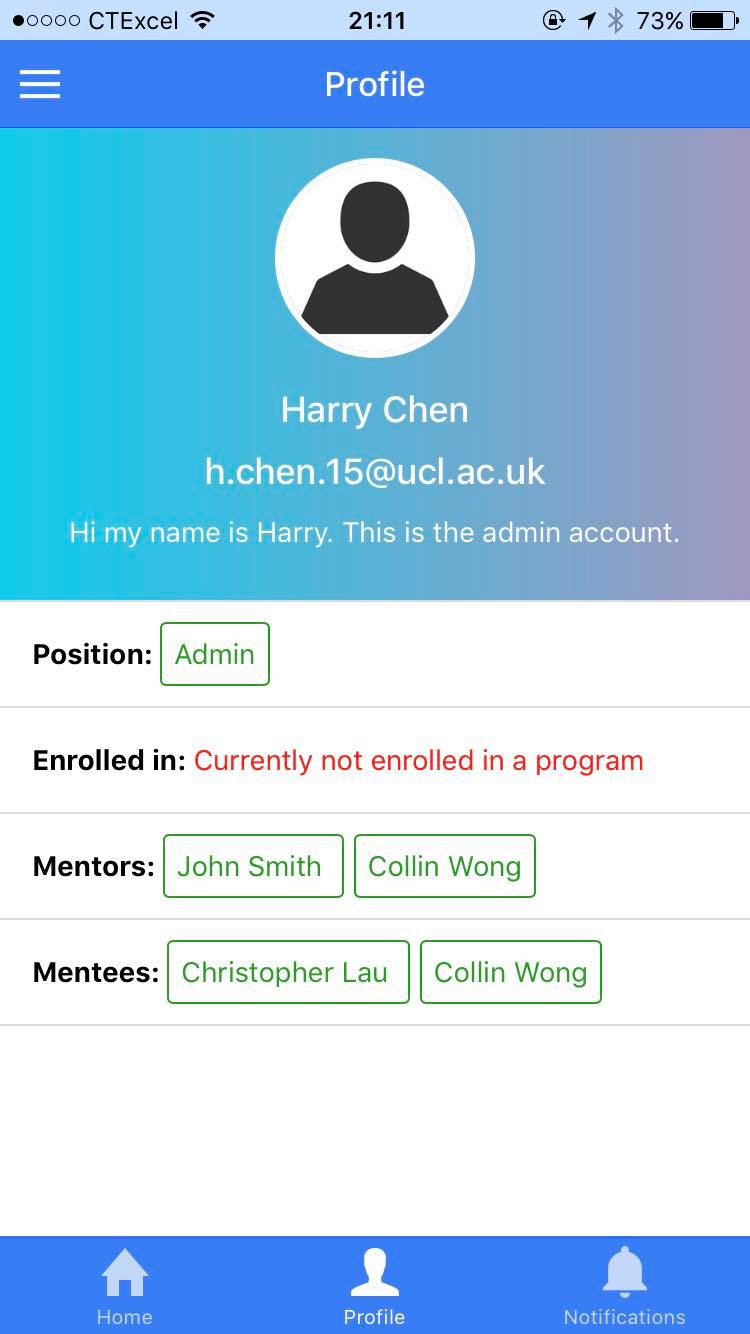 CTExcel 21:11 73%
Profile
Harry Chen
h.chen.15@ucl.ac.uk
Hi my name is Harry. This is the admin account.
Position: Admin
Enrolled in: Currently not enrolled in a program
Mentors: John Smith Collin Wong
Mentees: Christopher Lau Collin Wong
Home Profile Notifications